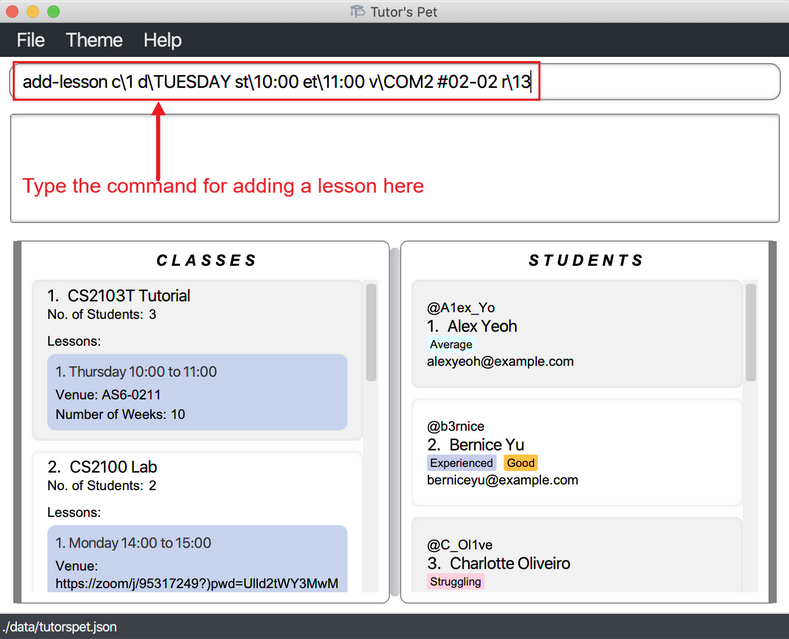 Tutor's Pet
File Theme Help
add-lesson c\1 d\TUESDAY st\10:00 et\11:00 v\COM2 #02-02 r\13
Type the command for adding a lesson here
CLASSES
1. CS2103T Tutorial
No. of Students: 3
Lessons:
1. Thursday 10:00 to 11:00
Venue: AS6-0211
Number of Weeks: 10
2. CS2100 Lab
No. of Students: 2
Lessons:
1. Monday 14:00 to 15:00
Venue:
https://zoom/j/95317249?)pwd=Ulld2tWY3MwM
STUDENTS
@A1ex_Yo
1. Alex Yeoh
Average
alexyeoh@example.com
@b3rnice
2. Bernice Yu
Experienced Good
berniceyu@example.com
@C_Ol1ve
3. Charlotte Oliveiro
Struggling
./data/tutorspet.json